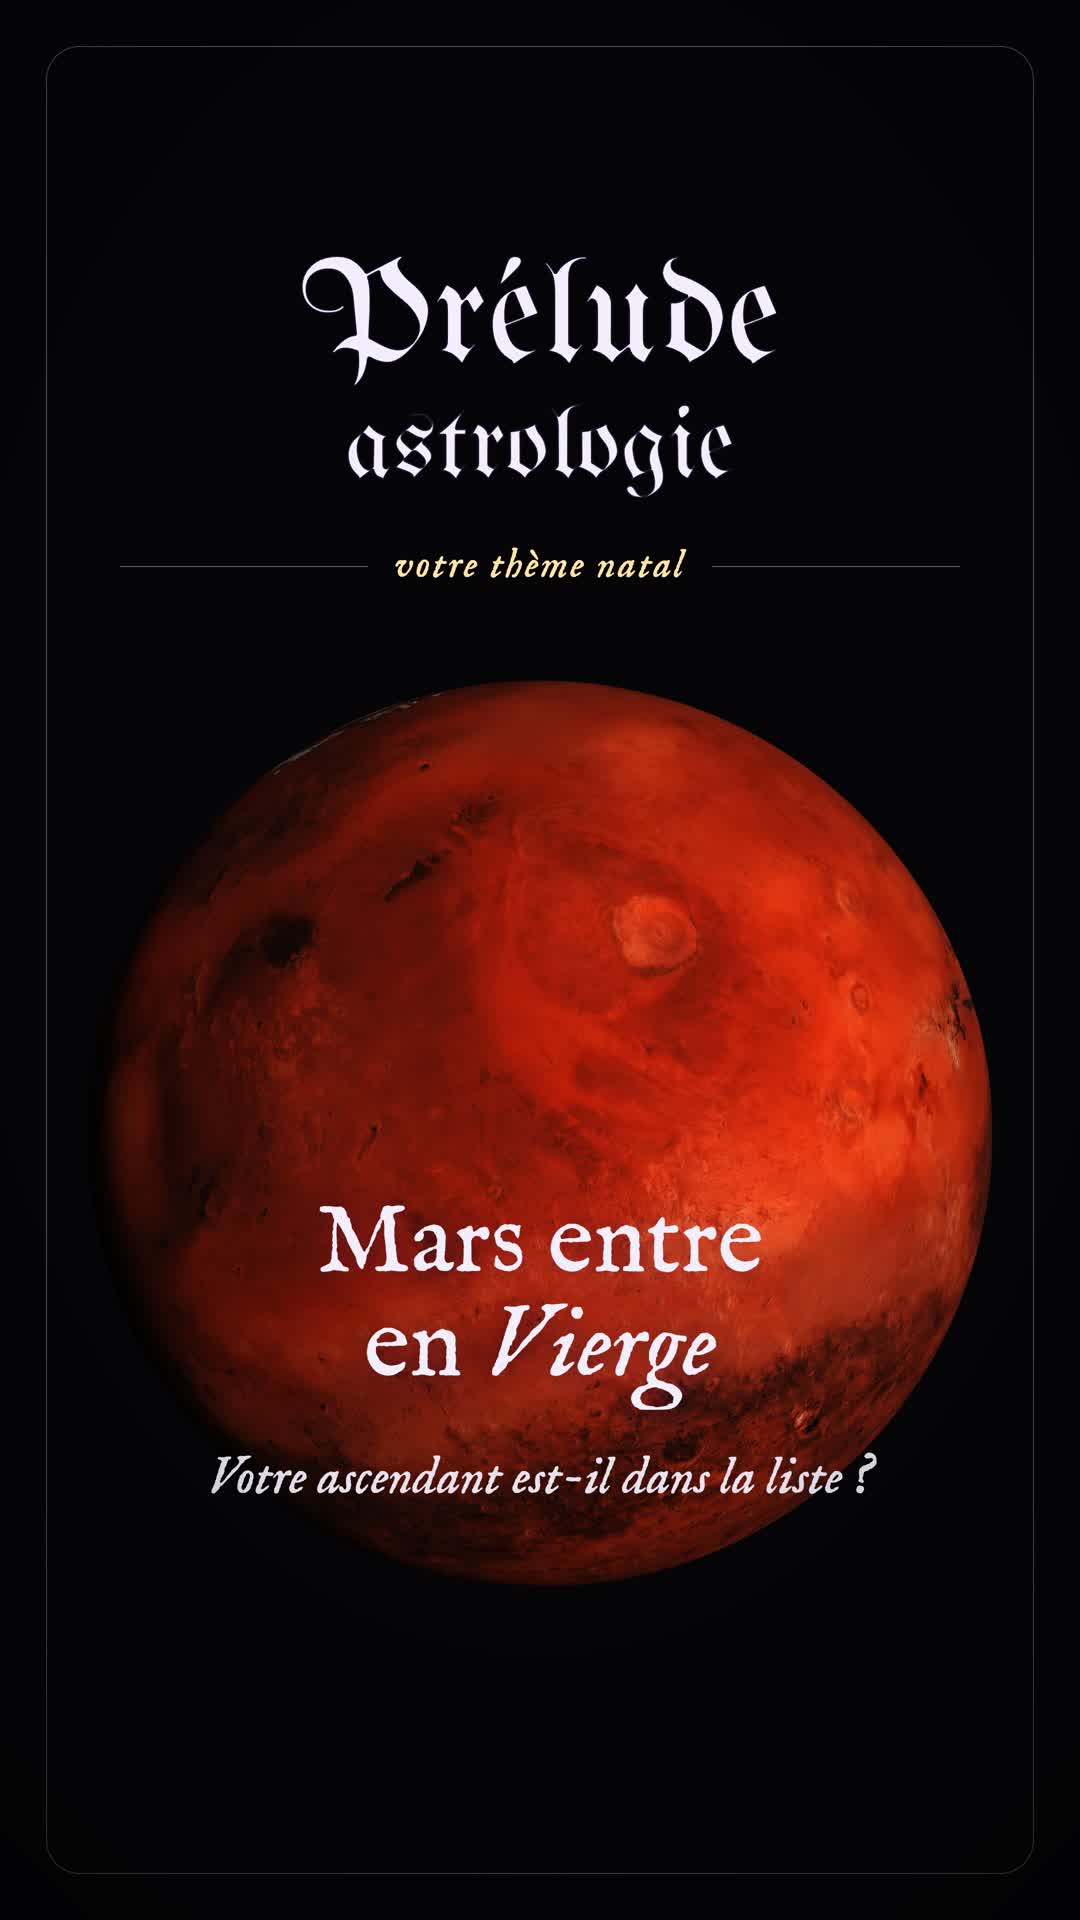 Prélude
astrologie
votre thème natal
Mars entre
en Vierge
Votre ascendant est-il dans la liste ?